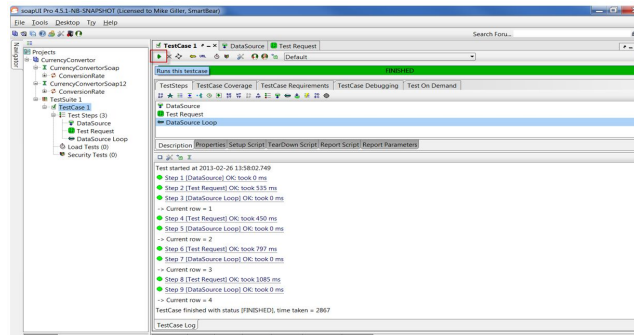 soapUI Pro 4.5.1-NB-SNAPSHOT (Licensed to Mike Giller, SmartBear)
File Tools Desktop Try Help
Search Foru...
Navigator
Projects
CurrencyConvertor
CurrencyConvertorSoap
ConversionRate
CurrencyConvertorSoap12
ConversionRate
TestSuite 1
TestCase 1
Test Steps (3)
DataSource
Test Request
DataSource Loop
Load Tests (0)
Security Tests (0)
TestCase 1 DataSource Test Request
Default
Runs this testcase FINISHED
TestSteps TestCase Coverage TestCase Requirements TestCase Debugging Test On Demand
DataSource
Test Request
DataSource Loop
Description Properties Setup Script TearDown Script Report Script Report Parameters
Test started at 2013-02-26 13:58:02.749
Step 1 [DataSource] OK: took 0 ms
Step 2 [Test Request] OK: took 535 ms
Step 3 [DataSource Loop] OK: took 0 ms
-> Current row = 1
Step 4 [Test Request] OK: took 450 ms
Step 5 [DataSource Loop] OK: took 0 ms
-> Current row = 2
Step 6 [Test Request] OK: took 797 ms
Step 7 [DataSource Loop] OK: took 0 ms
-> Current row = 3
Step 8 [Test Request] OK: took 1085 ms
Step 9 [DataSource Loop] OK: took 0 ms
-> Current row = 4
TestCase finished with status [FINISHED], time taken = 2867
TestCase Log